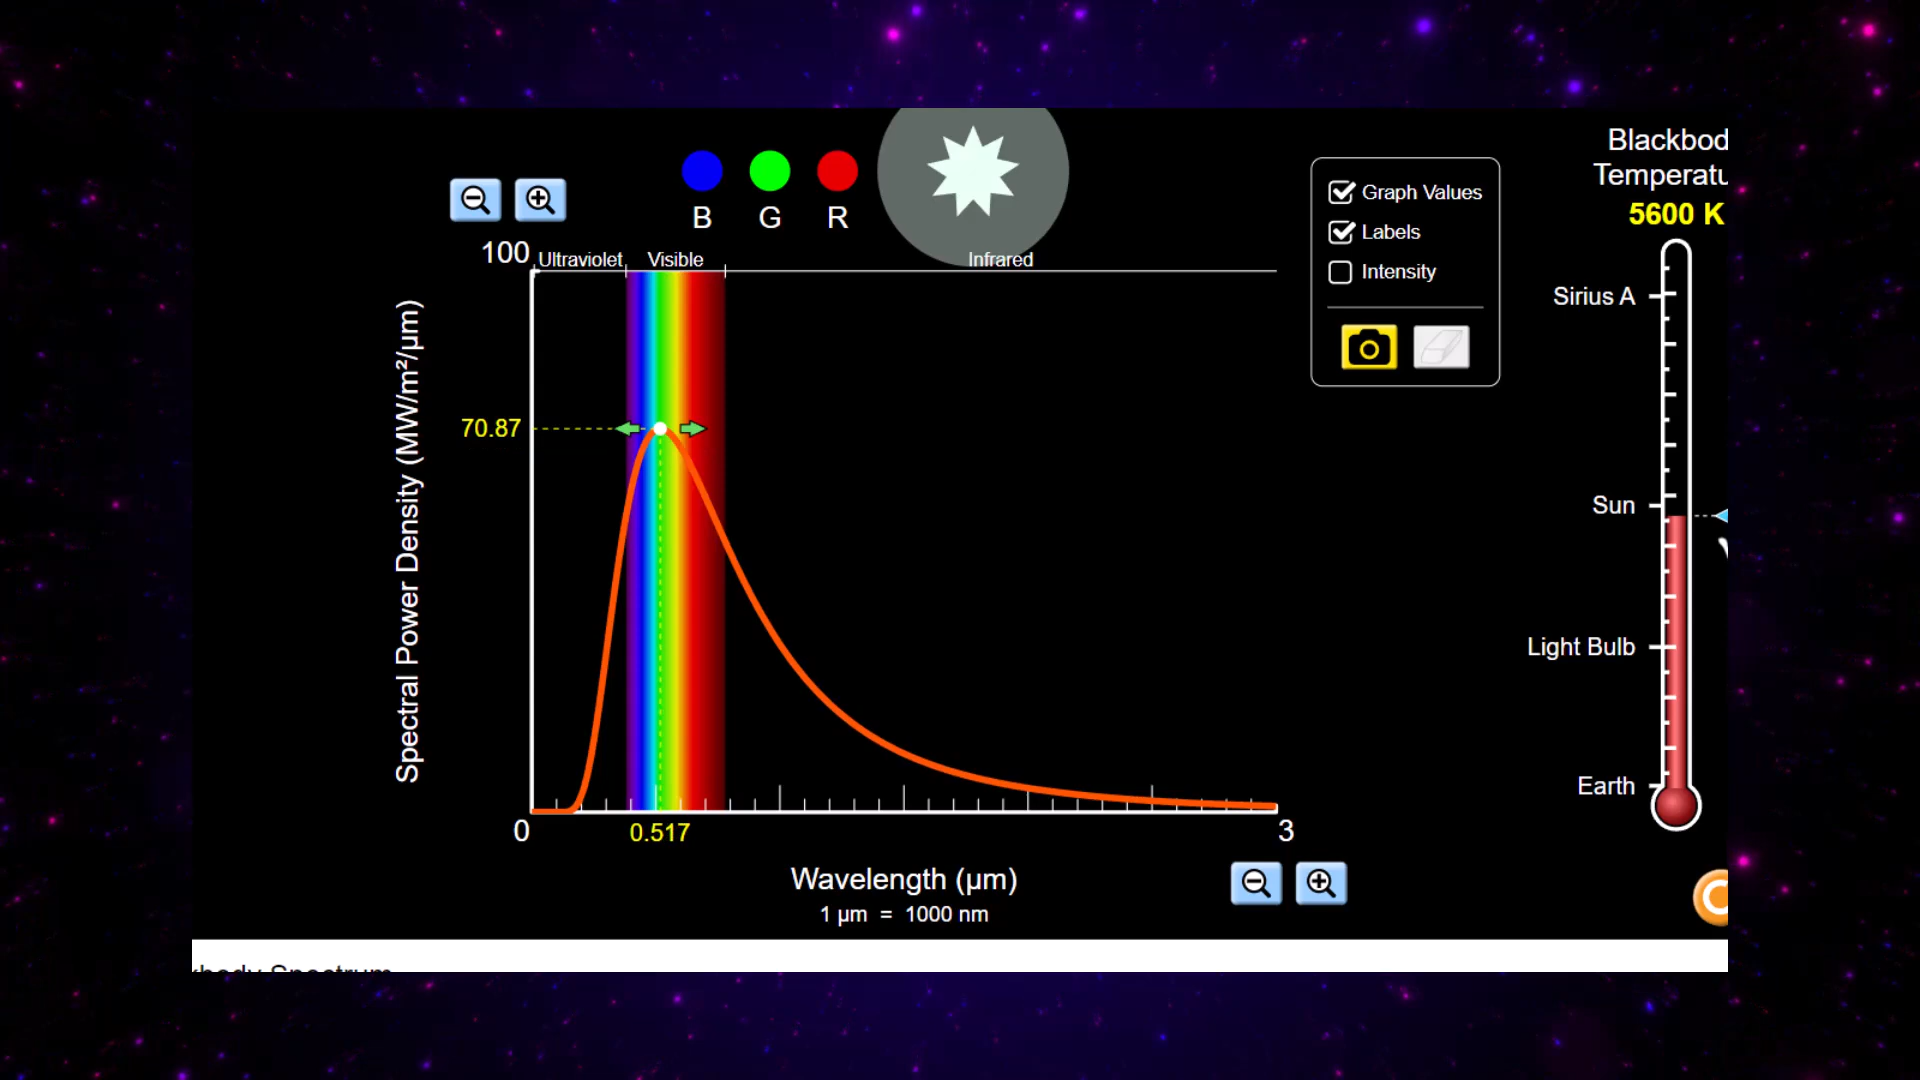 Blackbod
Temperatu
5600 K
B G R
Graph Values
Labels
Intensity
100
Ultraviolet Visible Infrared
Spectral Power Density (MW/m²/μm)
70.87
Sirius A
Sun
Light Bulb
Earth
0 0.517 3
Wavelength (μm)
1 μm = 1000 nm
Spectrum